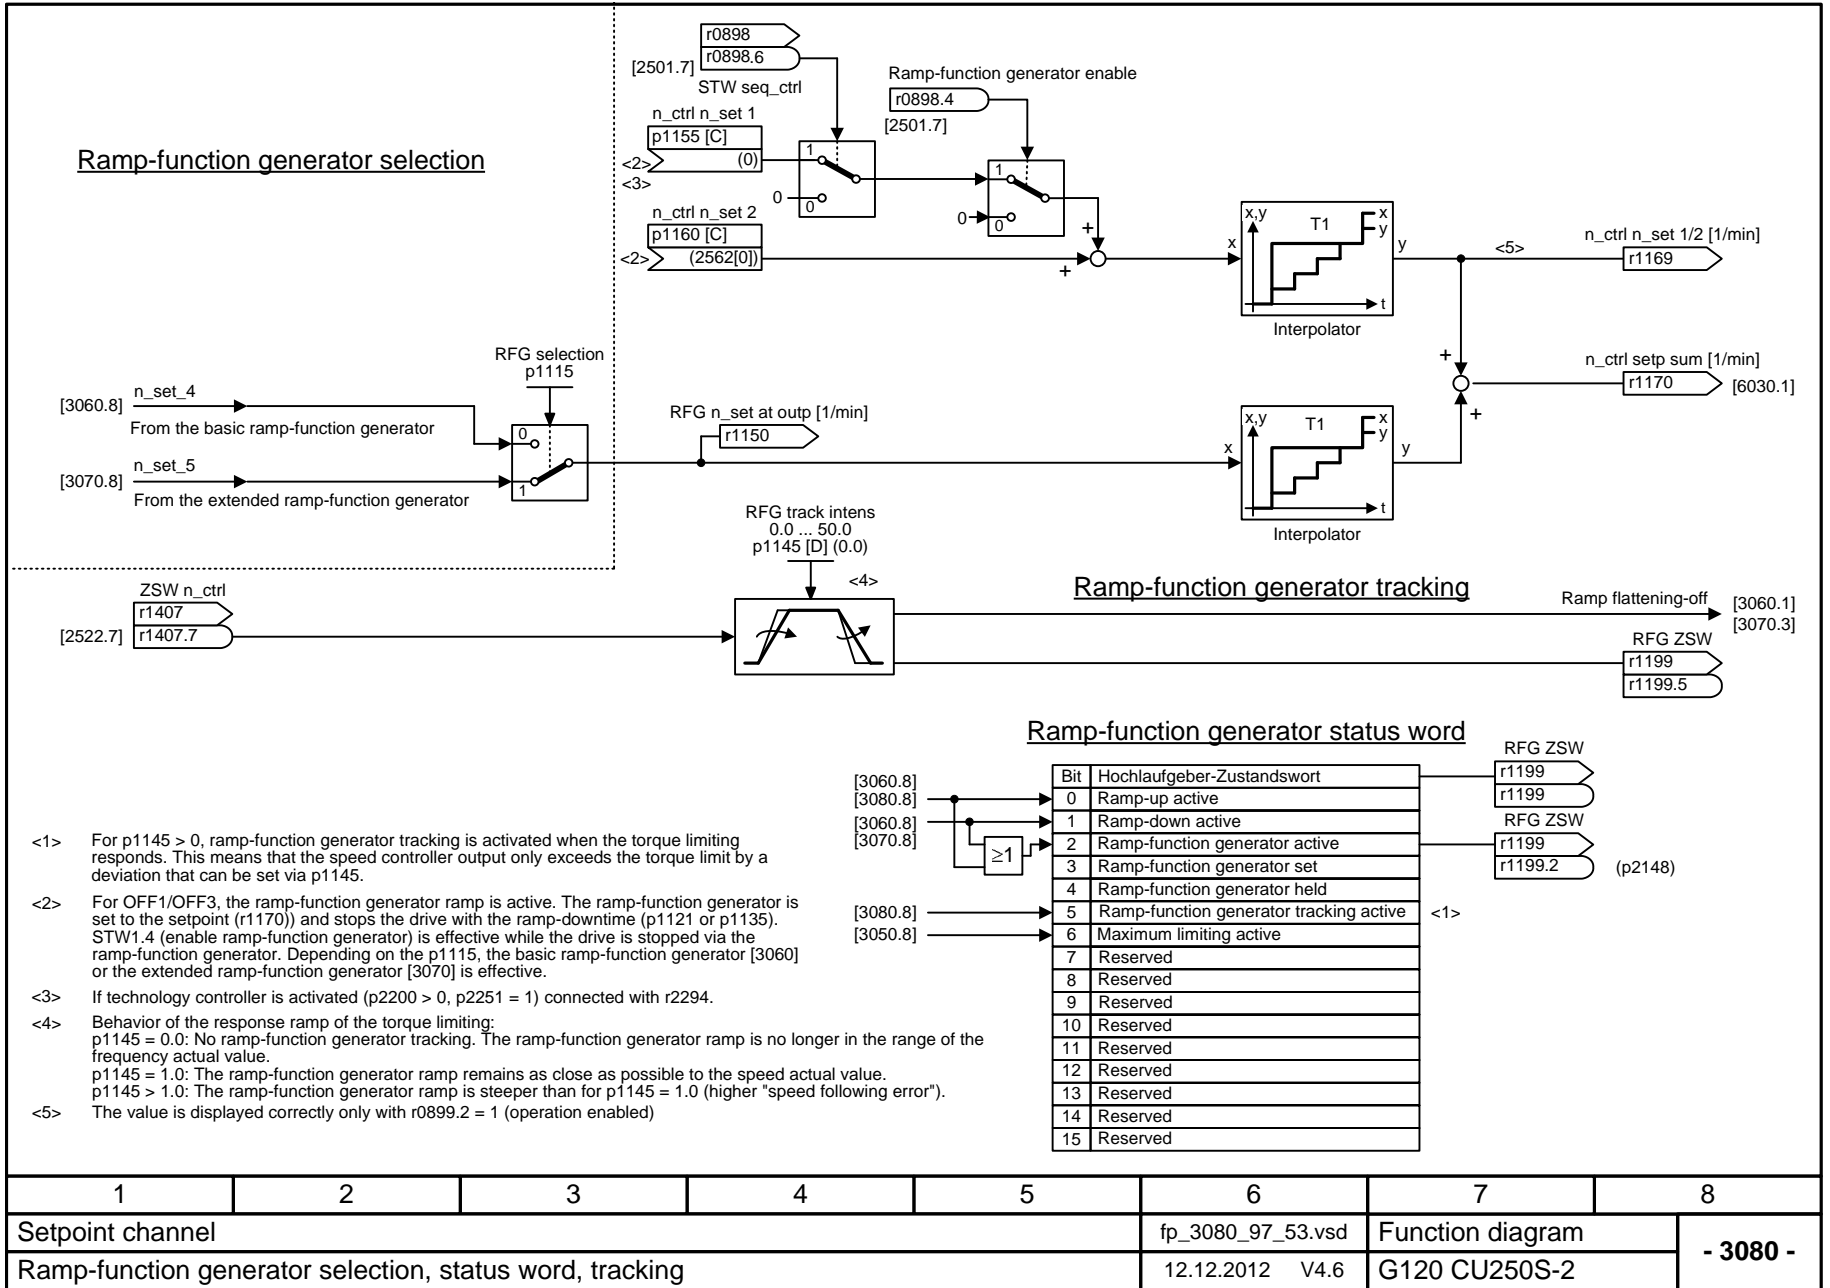 Ramp-function generator selection
r0898
r0898.6
[2501.7]
STW seq_ctrl
Ramp-function generator enable
r0898.4
[2501.7]
n_ctrl n_set 1
p1155 [C]
(0)
<2>
<3>
1
0
0
1
0
0
n_ctrl n_set 2
p1160 [C]
(2562[0])
<2>
+
+
x
x,y
T1
x
y
t
y
Interpolator
<5>
n_ctrl n_set 1/2 [1/min]
r1169
RFG selection
p1115
n_set_4
[3060.8]
From the basic ramp-function generator
n_set_5
[3070.8]
From the extended ramp-function generator
0
1
RFG n_set at outp [1/min]
r1150
x
x,y
T1
x
y
t
y
Interpolator
+
+
n_ctrl setp sum [1/min]
r1170
[6030.1]
RFG track intens
0.0 ... 50.0
p1145 [D] (0.0)
<4>
ZSW n_ctrl
r1407
r1407.7
[2522.7]
Ramp-function generator tracking
Ramp flattening-off
[3060.1]
[3070.3]
RFG ZSW
r1199
r1199.5
Ramp-function generator status word
[3060.8]
[3080.8]
[3060.8]
[3070.8]
≥1
[3080.8]
[3050.8]
Bit Hochlaufgeber-Zustandswort
0 Ramp-up active
1 Ramp-down active
2 Ramp-function generator active
3 Ramp-function generator set
4 Ramp-function generator held
5 Ramp-function generator tracking active
6 Maximum limiting active
7 Reserved
8 Reserved
9 Reserved
10 Reserved
11 Reserved
12 Reserved
13 Reserved
14 Reserved
15 Reserved
<1>
RFG ZSW
r1199
r1199
RFG ZSW
r1199
r1199.2
(p2148)
<1> For p1145 > 0, ramp-function generator tracking is activated when the torque limiting
responds. This means that the speed controller output only exceeds the torque limit by a
deviation that can be set via p1145.
<2> For OFF1/OFF3, the ramp-function generator ramp is active. The ramp-function generator is
set to the setpoint (r1170)) and stops the drive with the ramp-downtime (p1121 or p1135).
STW1.4 (enable ramp-function generator) is effective while the drive is stopped via the
ramp-function generator. Depending on the p1115, the basic ramp-function generator [3060]
or the extended ramp-function generator [3070] is effective.
<3> If technology controller is activated (p2200 > 0, p2251 = 1) connected with r2294.
<4> Behavior of the response ramp of the torque limiting:
p1145 = 0.0: No ramp-function generator tracking. The ramp-function generator ramp is no longer in the range of the
frequency actual value.
p1145 = 1.0: The ramp-function generator ramp remains as close as possible to the speed actual value.
p1145 > 1.0: The ramp-function generator ramp is steeper than for p1145 = 1.0 (higher "speed following error").
<5> The value is displayed correctly only with r0899.2 = 1 (operation enabled)
1 2 3 4 5 6 7 8
Setpoint channel
fp_3080_97_53.vsd
Function diagram
- 3080 -
Ramp-function generator selection, status word, tracking
12.12.2012 V4.6
G120 CU250S-2